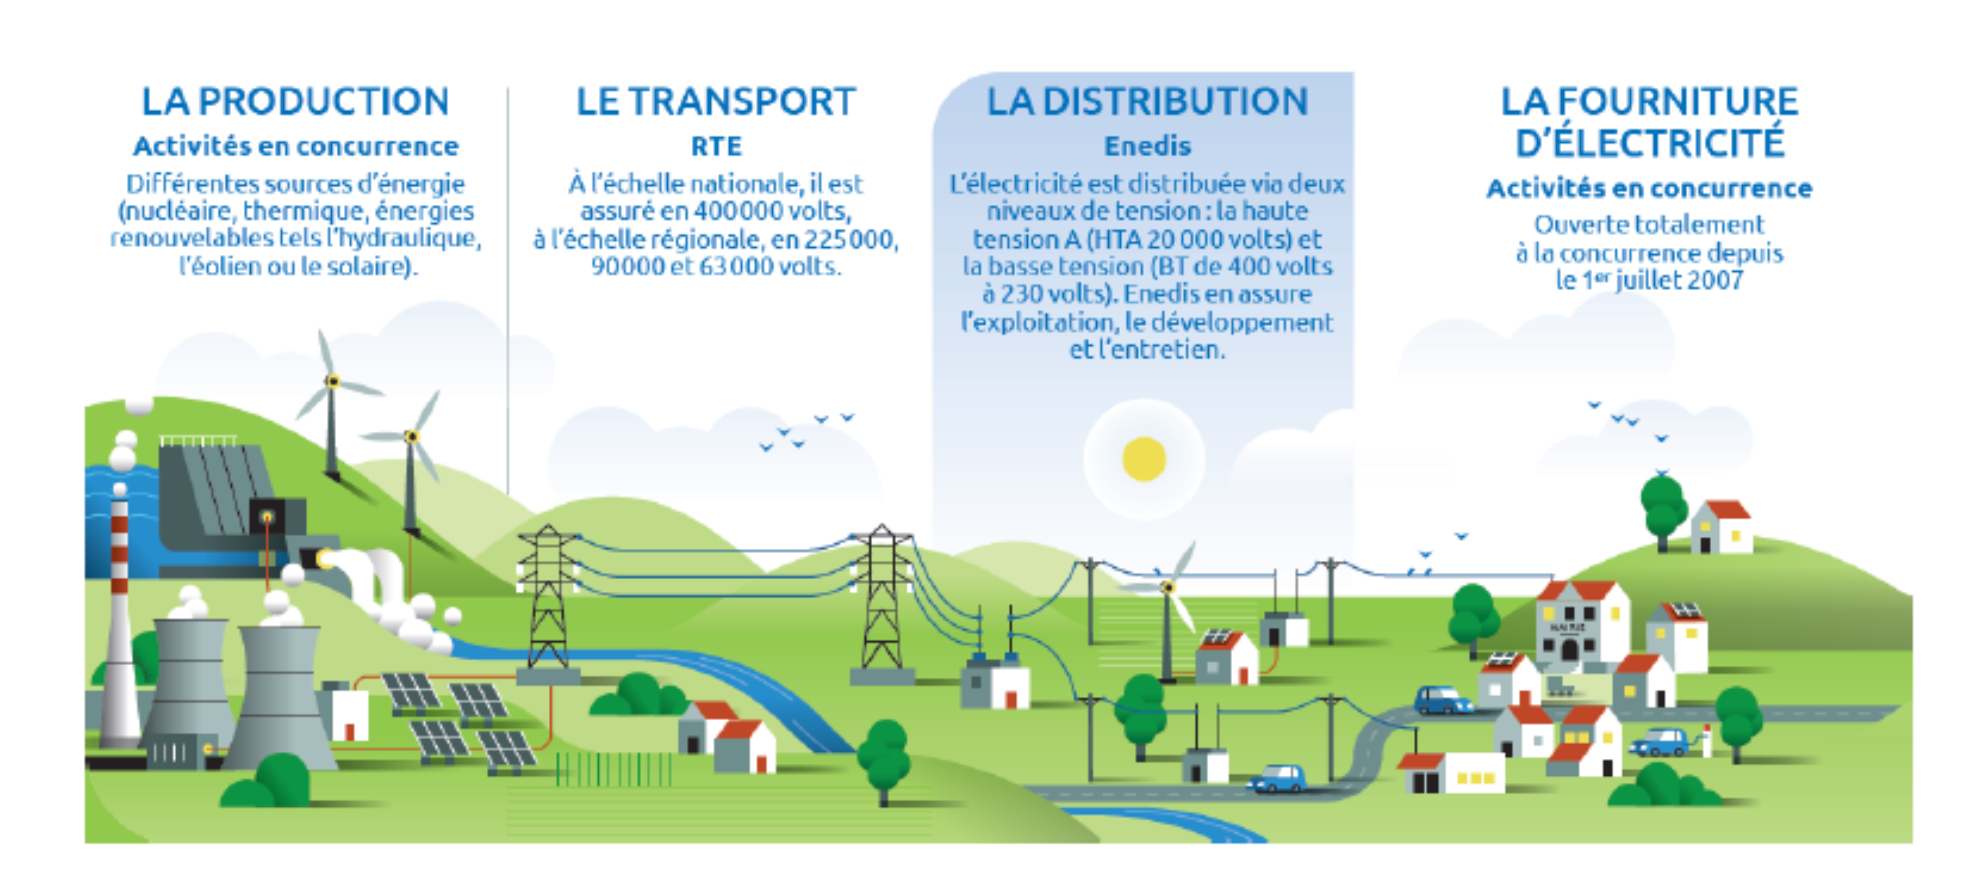 LA PRODUCTION
Activités en concurrence
Différentes sources d'énergie
(nucléaire, thermique, énergies
renouvelables tels l'hydraulique,
l'éolien ou le solaire).
LE TRANSPORT
RTE
À l'échelle nationale, il est
assuré en 400000 volts,
à l'échelle régionale, en 225000,
90000 et 63000 volts.
LA DISTRIBUTION
Enedis
L'électricité est distribuée via deux
niveaux de tension : la haute
tension A (HTA 20 000 volts) et
la basse tension (BT de 400 volts
à 230 volts). Enedis en assure
l'exploitation, le développement
et l'entretien.
LA FOURNITURE
D'ÉLECTRICITÉ
Activités en concurrence
Ouverte totalement
à la concurrence depuis
le 1er juillet 2007
MAIRIE